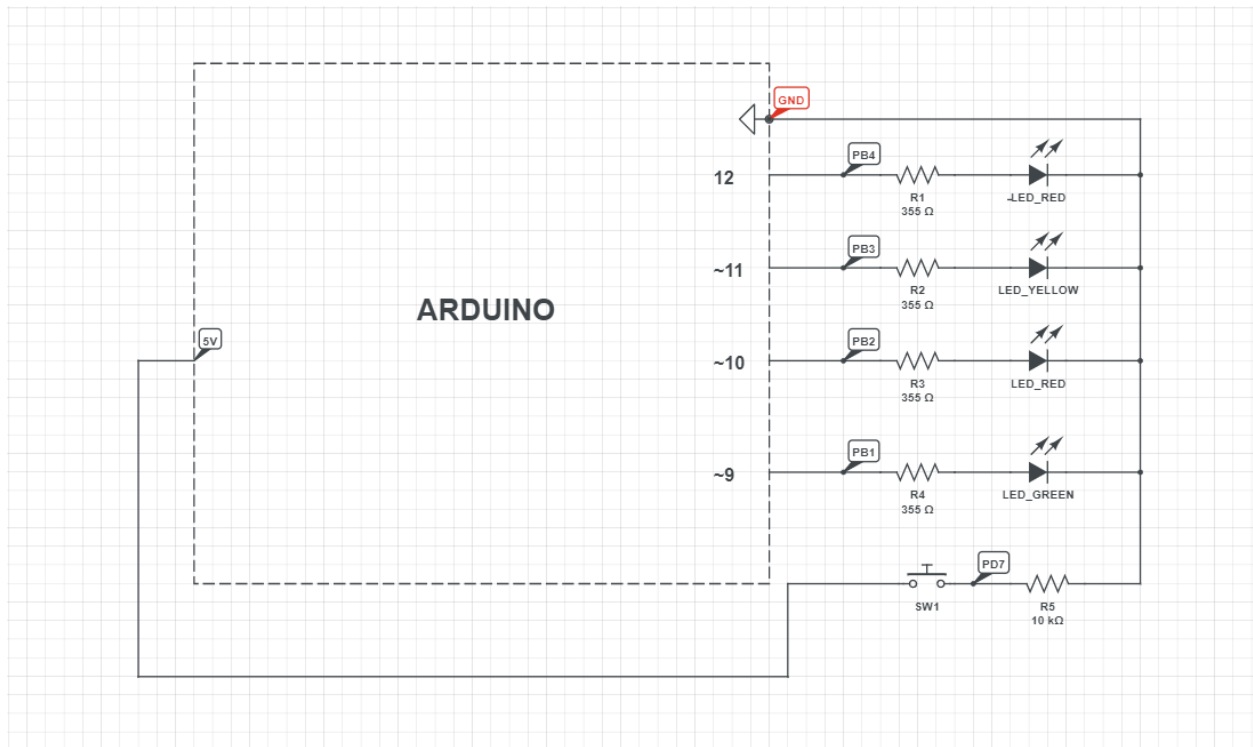 GND
PB4
12
R1
355 Ω
-LED_RED
PB3
~11
R2
355 Ω
LED_YELLOW
ARDUINO
5V
PB2
~10
R3
355 Ω
LED_RED
PB1
~9
R4
355 Ω
LED_GREEN
PD7
SW1
R5
10 kΩ